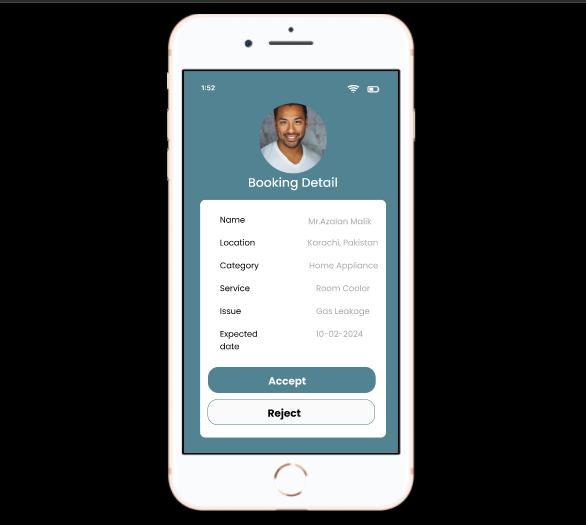 1:52
Booking Detail
Name Mr.Azalan Malik
Location Karachi, Pakistan
Category Home Appliance
Service Room Coolor
Issue Gas Leakage
Expected 10-02-2024
date
Accept
Reject